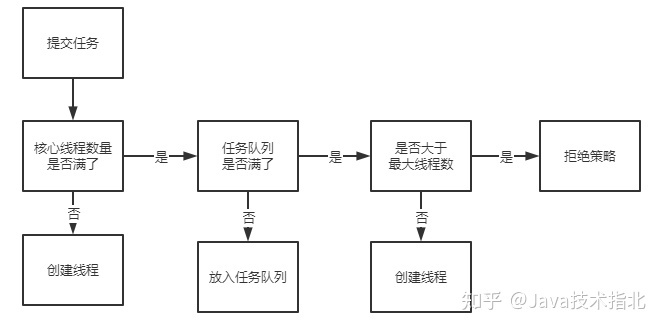 提交任务
核心线程数量
是否满了
是
任务队列
是否满了
是
是否大于
最大线程数
是
拒绝策略
否
否
否
创建线程
放入任务队列
创建线程
知乎 @Java技术指北